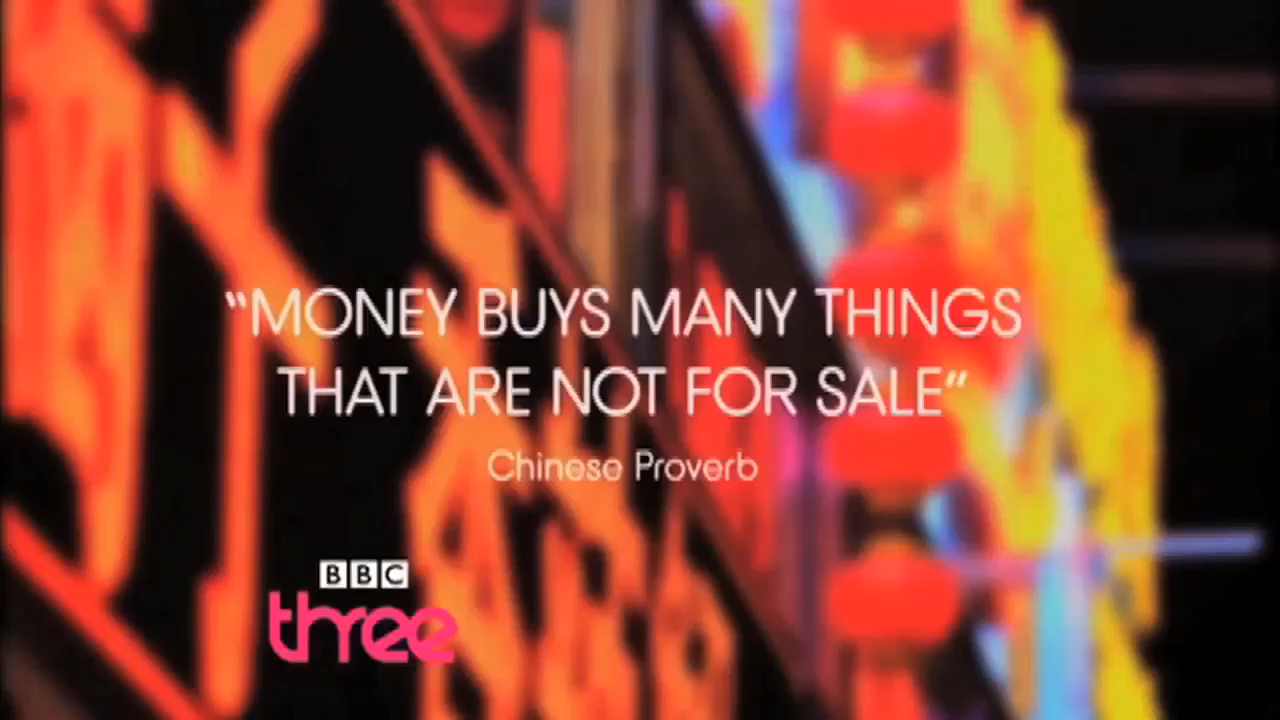 “MONEY BUYS MANY THINGS
THAT ARE NOT FOR SALE”
Chinese Proverb
BBC
three